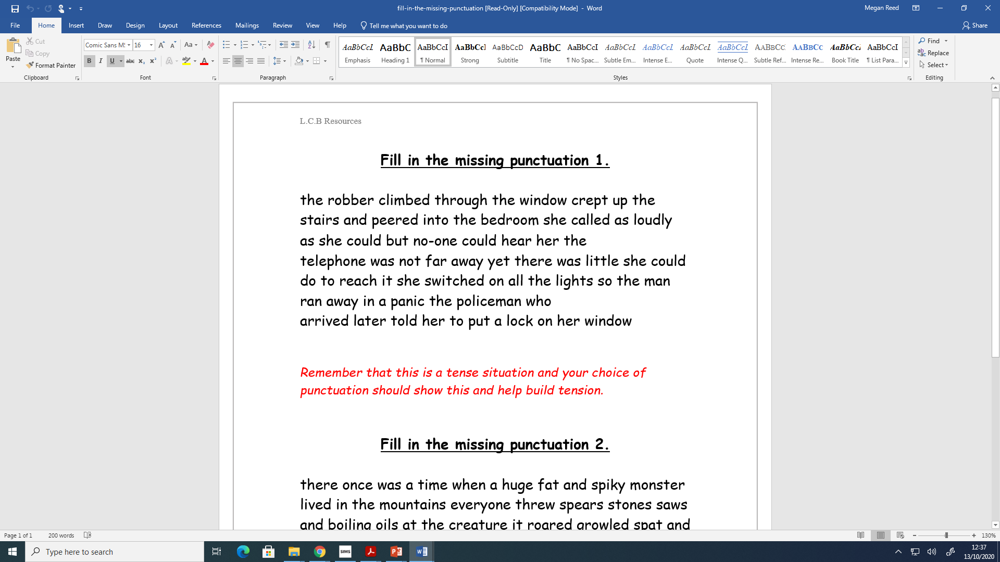 fill-in-the-missing-punctuation [Read-Only] [Compatibility Mode] - Word
Megan Reed
File Home Insert Draw Design Layout References Mailings Review View Help Tell me what you want to do Share
Paste
Cut
Copy
Format Painter
Clipboard
Comic Sans MS 16
Font
Paragraph
AaBbCcI AaBbC AaBbCcI AaBbCcI AaBbCcD AaBbC AaBbCcI AaBbCcL AaBbCcL AaBbCcL AaBbCcL AABBCC AABBCC AaBbCcL AaBbCcI
Emphasis Heading 1 ¶ Normal Strong Subtitle Title ¶ No Spac... Subtle Em... Intense E... Quote Intense Q... Subtle Ref... Intense Re... Book Title ¶ List Para...
Styles
Find
Replace
Select
Editing
L.C.B Resources
Fill in the missing punctuation 1.
the robber climbed through the window crept up the
stairs and peered into the bedroom she called as loudly
as she could but no-one could hear her the
telephone was not far away yet there was little she could
do to reach it she switched on all the lights so the man
ran away in a panic the policeman who
arrived later told her to put a lock on her window
Remember that this is a tense situation and your choice of
punctuation should show this and help build tension.
Fill in the missing punctuation 2.
there once was a time when a huge fat and spiky monster
lived in the mountains everyone threw spears stones saws
and boiling oils at the creature it roared growled spat and
Page 1 of 1 200 words
130%
Type here to search
SIMS
12:37
13/10/2020